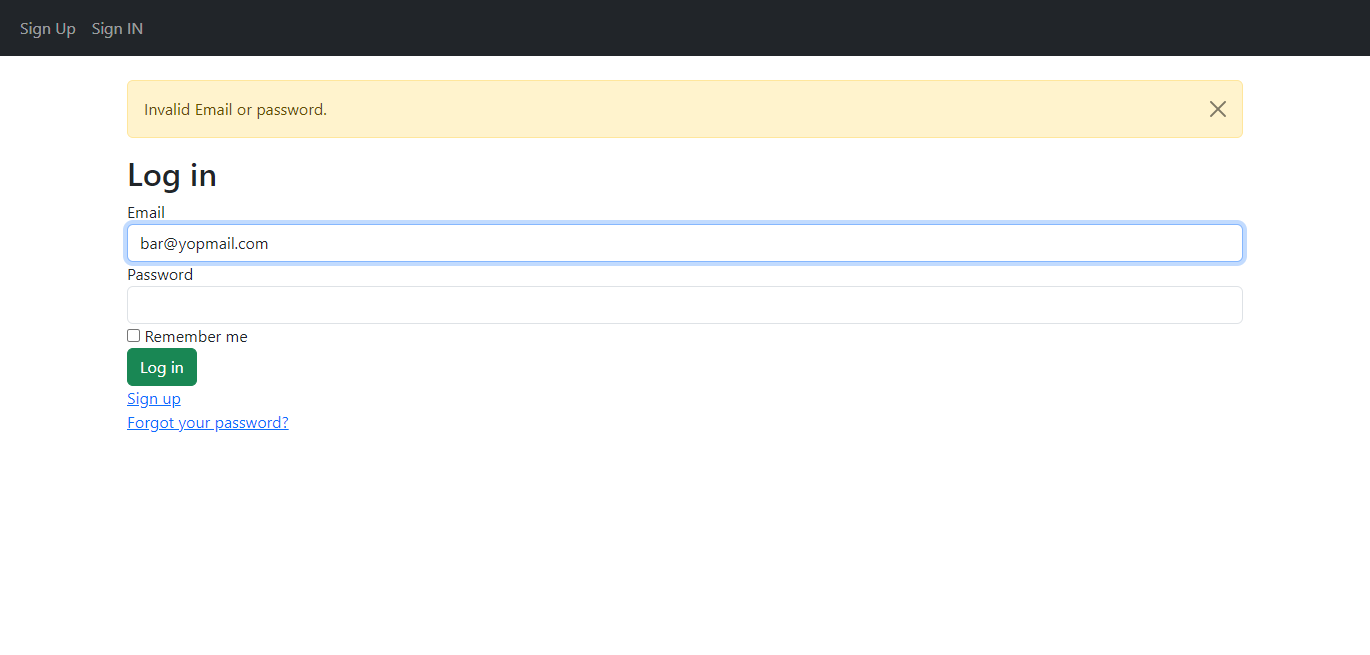 Sign Up Sign IN
Invalid Email or password.
Log in
Email
bar@yopmail.com
Password
Remember me
Log in
Sign up
Forgot your password?